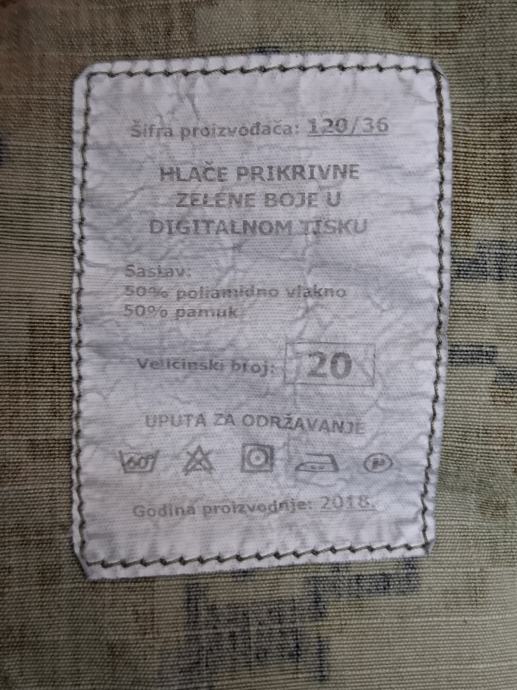 Šifra proizvođača: 120/36
HLAČE PRIKRIVNE
ZELENE BOJE U
DIGITALNOM TISKU
Sastav:
50% poliamidno vlakno
50% pamuk
Veličinski broj: 20
UPUTA ZA ODRŽAVANJE
60° P
Godina proizvodnje: 2018.